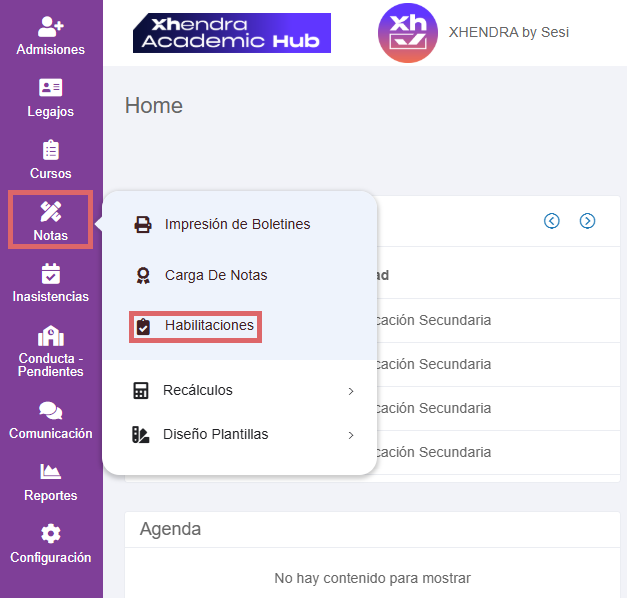 Admisiones
Legajos
Cursos
Notas
Inasistencias
Conducta -
Pendientes
Comunicación
Reportes
Configuración
xhendra
Academic Hub
xh
XHENDRA by Sesi
Home
Impresión de Boletines
Carga De Notas
Habilitaciones
Recálculos
Diseño Plantillas
ad
cación Secundaria
cación Secundaria
cación Secundaria
cación Secundaria
Agenda
No hay contenido para mostrar